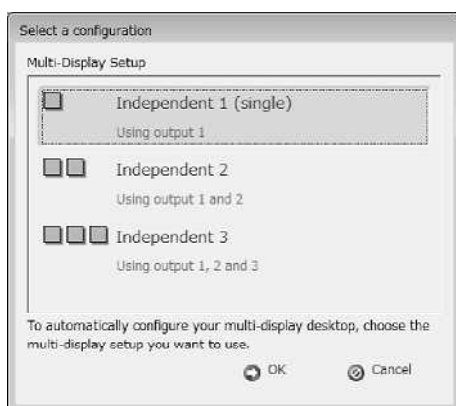 Select a configuration
Multi-Display Setup
Independent 1 (single)
Using output 1
Independent 2
Using output 1 and 2
Independent 3
Using output 1, 2 and 3
To automatically configure your multi-display desktop, choose the
multi-display setup you want to use.
OK Cancel